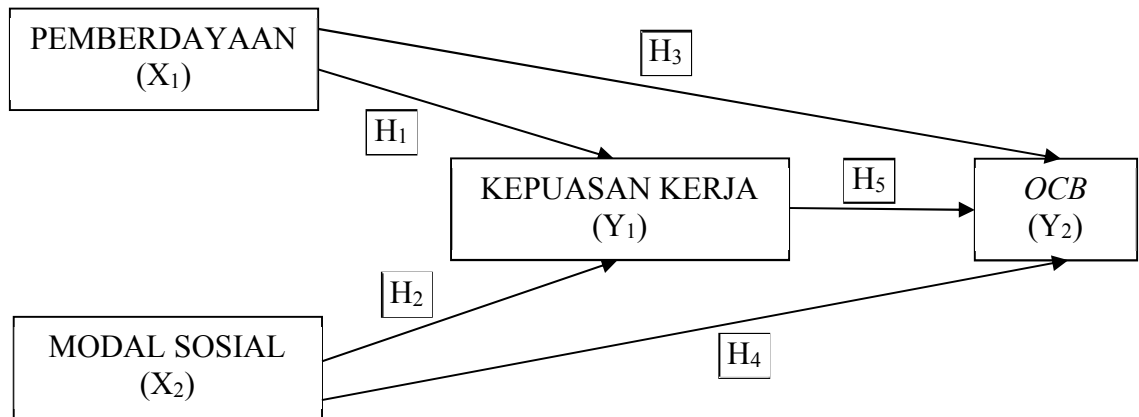 PEMBERDAYAAN
(X₁)
H₃
H₁
KEPUASAN KERJA
(Y₁)
H₅
OCB
(Y₂)
H₂
MODAL SOSIAL
(X₂)
H₄